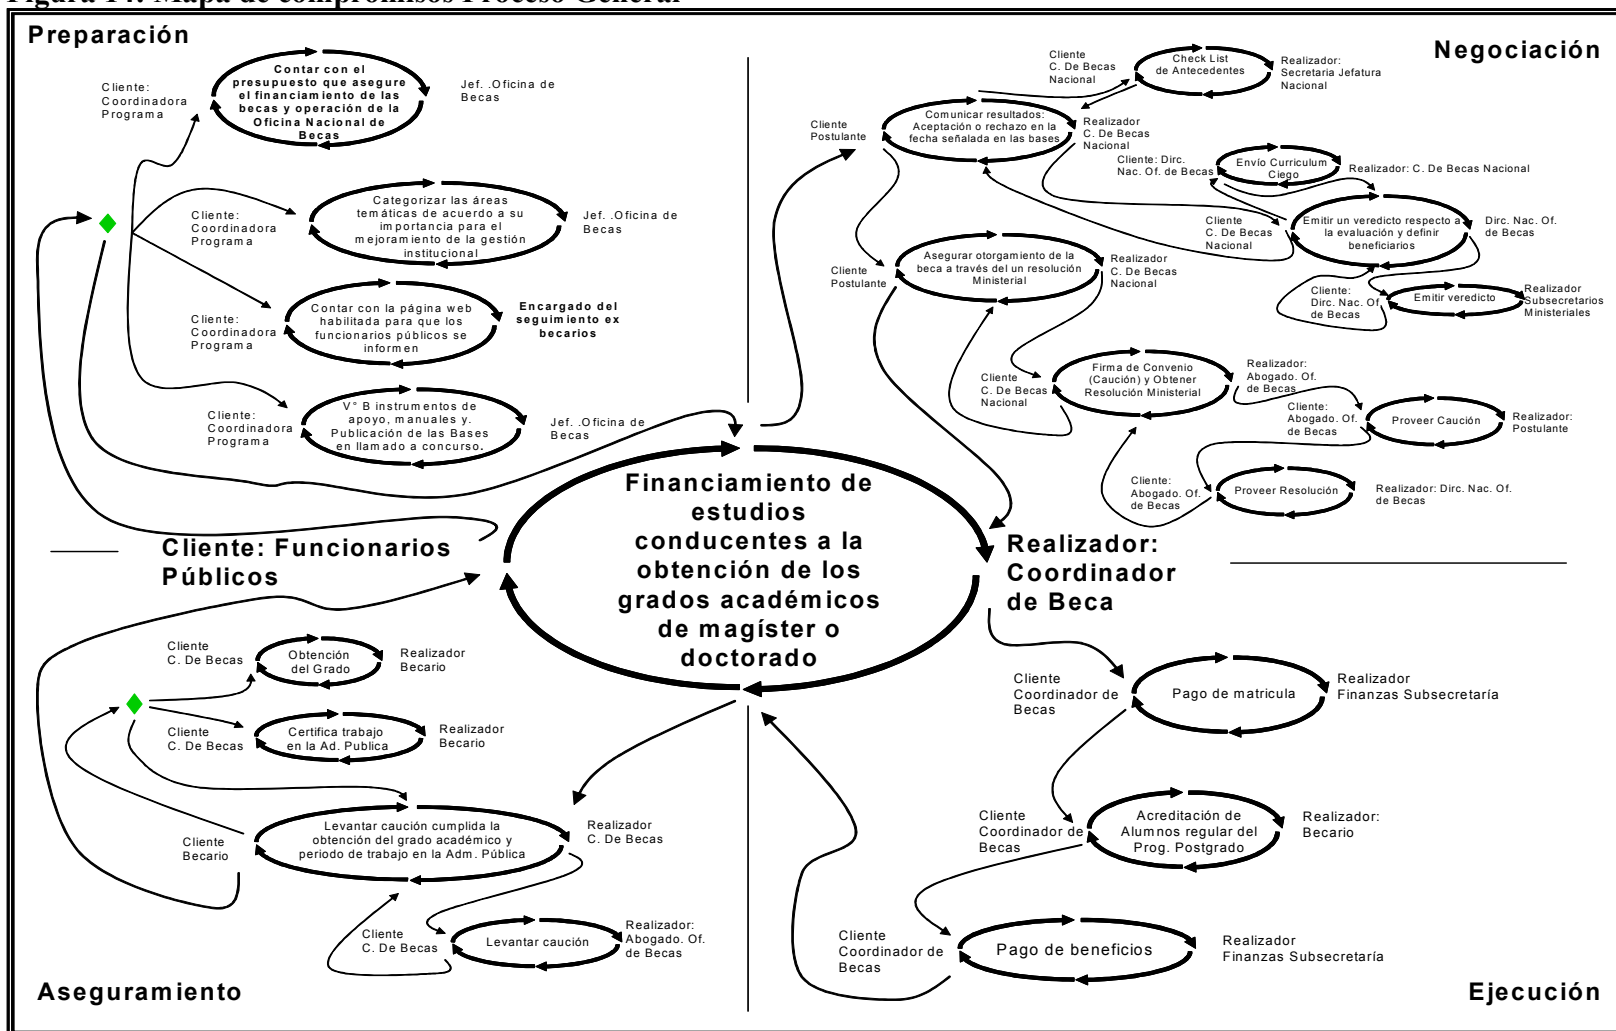 Figura 14: Mapa de compromisos Proceso General
Preparación
Cliente:
Coordinadora
Programa
Contar con el
presupuesto que asegure
el financiamiento de las
becas y operación de la
Oficina Nacional de
Becas
Jef. .Oficina de
Becas
Cliente:
Coordinadora
Programa
Categorizar las áreas
temáticas de acuerdo a su
importancia para el
mejoramiento de la gestión
institucional
Jef. .Oficina de
Becas
Cliente:
Coordinadora
Programa
Contar con la página web
habilitada para que los
funcionarios públicos se
informen
Encargado del
seguimiento ex
becarios
Cliente:
Coordinadora
Programa
V° B instrumentos de
apoyo, manuales y.
Publicación de las Bases
en llamado a concurso.
Jef. .Oficina de
Becas
Negociación
Cliente
C. De Becas
Nacional
Check List
de Antecedentes
Realizador:
Secretaria Jefatura
Nacional
Cliente
Postulante
Comunicar resultados:
Aceptación o rechazo en la
fecha señalada en las bases
Realizador
C. De Becas
Nacional
Cliente: Dirc.
Nac. Of. de Becas
Envío Curriculum
Ciego
Realizador: C. De Becas Nacional
Cliente
C. De Becas
Nacional
Emitir un veredicto respecto a
la evaluación y definir
beneficiarios
Dirc. Nac. Of.
de Becas
Cliente:
Dirc. Nac. Of
de Becas
Emitir veredicto
Realizador
Subsecretarios
Ministeriales
Cliente
Postulante
Asegurar otorgamiento de la
beca a través del un resolución
Ministerial
Realizador
C. De Becas
Nacional
Cliente
C. De Becas
Nacional
Firma de Convenio
(Caución) y Obtener
Resolución Ministerial
Realizador:
Abogado. Of.
de Becas
Cliente:
Abogado. Of.
de Becas
Proveer Caución
Realizador:
Postulante
Cliente:
Abogado. Of.
de Becas
Proveer Resolución
Realizador: Dirc. Nac. Of.
de Becas
Cliente: Funcionarios
Públicos
Financiamiento de
estudios
conducentes a la
obtención de los
grados académicos
de magíster o
doctorado
Realizador:
Coordinador
de Beca
Cliente
C. De Becas
Obtención
del Grado
Realizador
Becario
Cliente
C. De Becas
Certifica trabajo
en la Ad. Publica
Realizador
Becario
Cliente
Becario
Levantar caución cumplida la
obtención del grado académico y
periodo de trabajo en la Adm. Pública
Realizador
C. De Becas
Cliente
C. De Becas
Levantar caución
Realizador:
Abogado. Of.
de Becas
Aseguramiento
Cliente
Coordinador de
Becas
Pago de matricula
Realizador
Finanzas Subsecretaría
Cliente
Coordinador de
Becas
Acreditación de
Alumnos regular del
Prog. Postgrado
Realizador:
Becario
Cliente
Coordinador de
Becas
Pago de beneficios
Realizador
Finanzas Subsecretaría
Ejecución